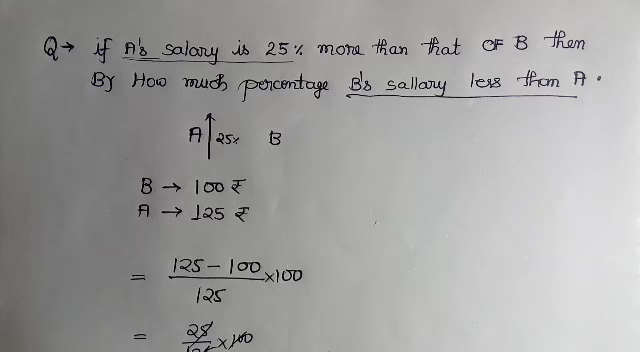 Q→ if A's salary is 25% more than that OF B then
By How much percentage B's sallary less than A.
A↑25% B
B → 100 ₹
A → 125 ₹
= 125 - 100 / 125 × 100
= 25 / 125 × 100